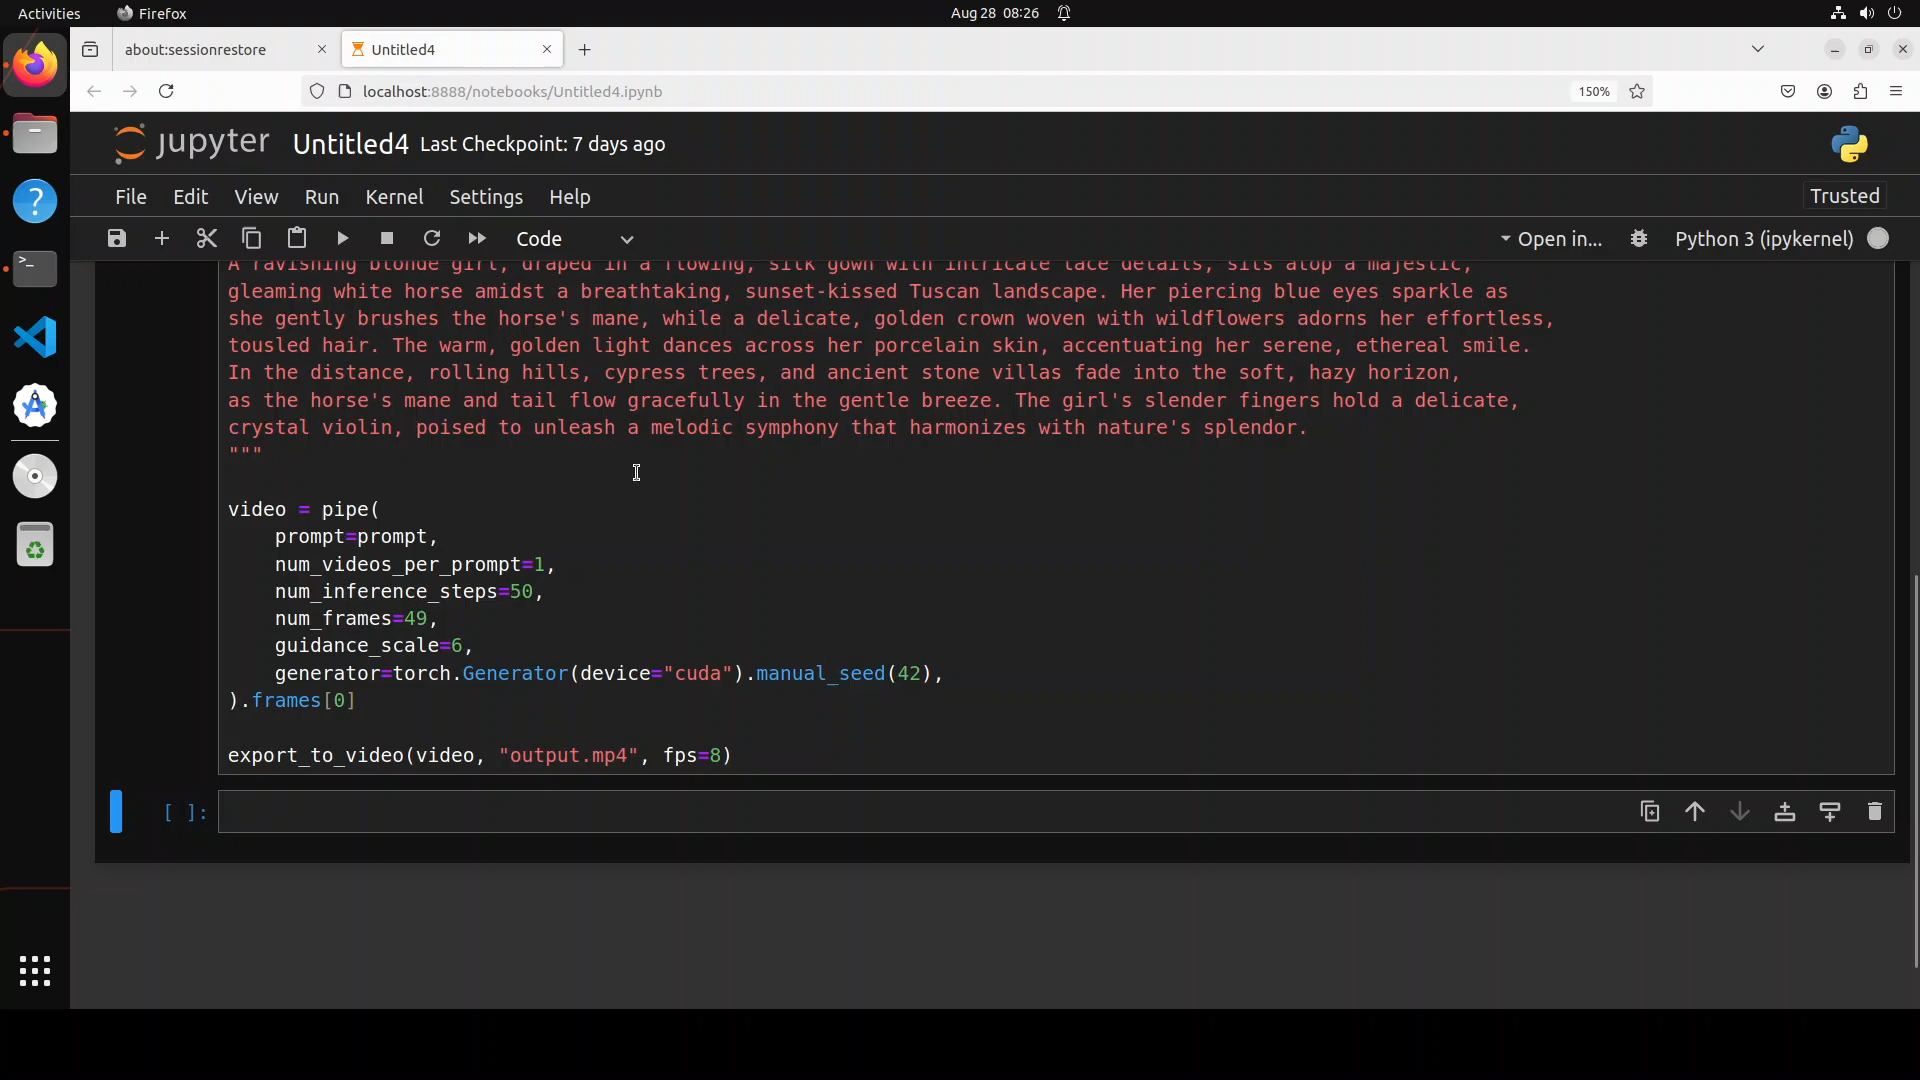 Activities Firefox Aug 28 08:26
about:sessionrestore Untitled4
localhost:8888/notebooks/Untitled4.ipynb 150%
jupyter Untitled4 Last Checkpoint: 7 days ago
File Edit View Run Kernel Settings Help Trusted
Code Open in... Python 3 (ipykernel)
A ravishing blonde girl, draped in a flowing, silk gown with intricate lace details, sits atop a majestic,
gleaming white horse amidst a breathtaking, sunset-kissed Tuscan landscape. Her piercing blue eyes sparkle as
she gently brushes the horse's mane, while a delicate, golden crown woven with wildflowers adorns her effortless,
tousled hair. The warm, golden light dances across her porcelain skin, accentuating her serene, ethereal smile.
In the distance, rolling hills, cypress trees, and ancient stone villas fade into the soft, hazy horizon,
as the horse's mane and tail flow gracefully in the gentle breeze. The girl's slender fingers hold a delicate,
crystal violin, poised to unleash a melodic symphony that harmonizes with nature's splendor.
"""
video = pipe(
    prompt=prompt,
    num_videos_per_prompt=1,
    num_inference_steps=50,
    num_frames=49,
    guidance_scale=6,
    generator=torch.Generator(device="cuda").manual_seed(42),
).frames[0]
export_to_video(video, "output.mp4", fps=8)
[ ]: